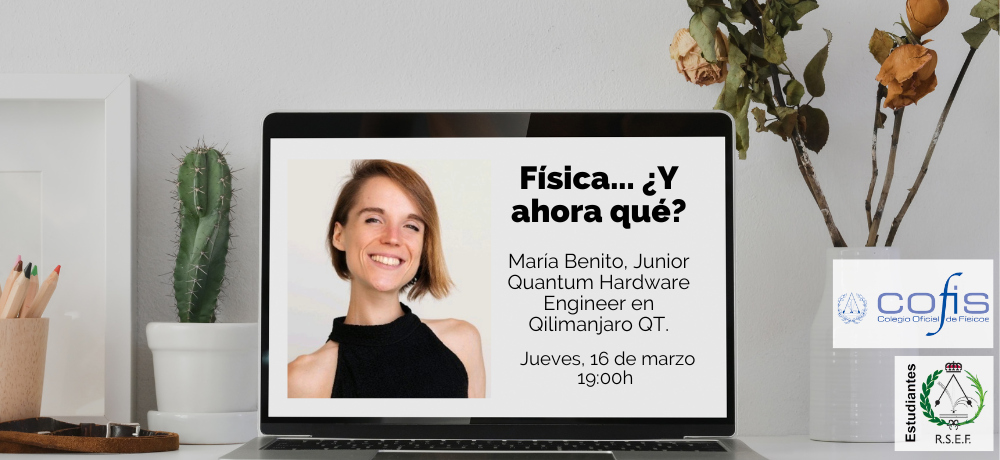 Física... ¿Y
ahora qué?
María Benito, Junior
Quantum Hardware
Engineer en
Qilimanjaro QT.
Jueves, 16 de marzo
19:00h
cofis
Colegio Oficial de Físicos
Estudiantes
R.S.E.F.